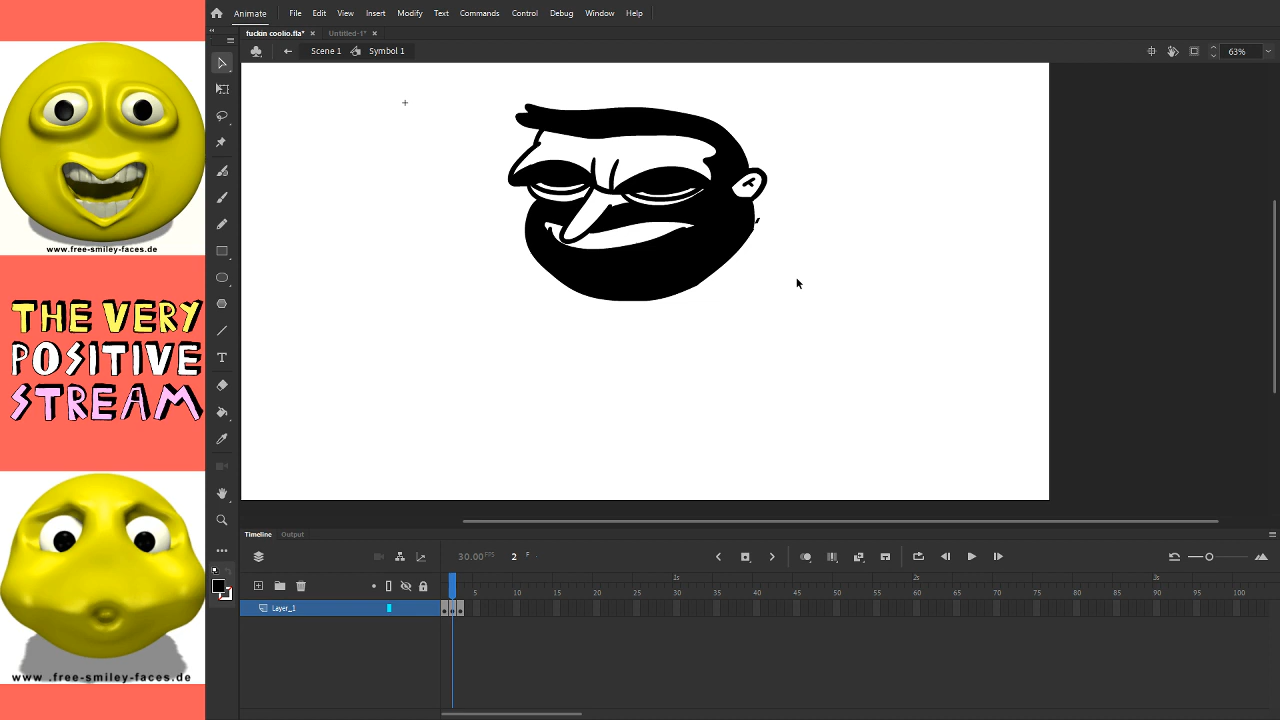 www.free-smiley-faces.de
THE VERY
POSITIVE
STREAM
www .free-smiley-faces.de
Animate
File Edit View Insert Modify Text Commands Control Debug Window Help
fuckin coolio.fla* × Untitled-1* ×
Scene 1 Symbol 1
63%
Timeline Output
30.00 FPS 2 F
1s 2s 3s
5 10 15 20 25 30 35 40 45 50 55 60 65 70 75 80 85 90 95 100
Layer_1